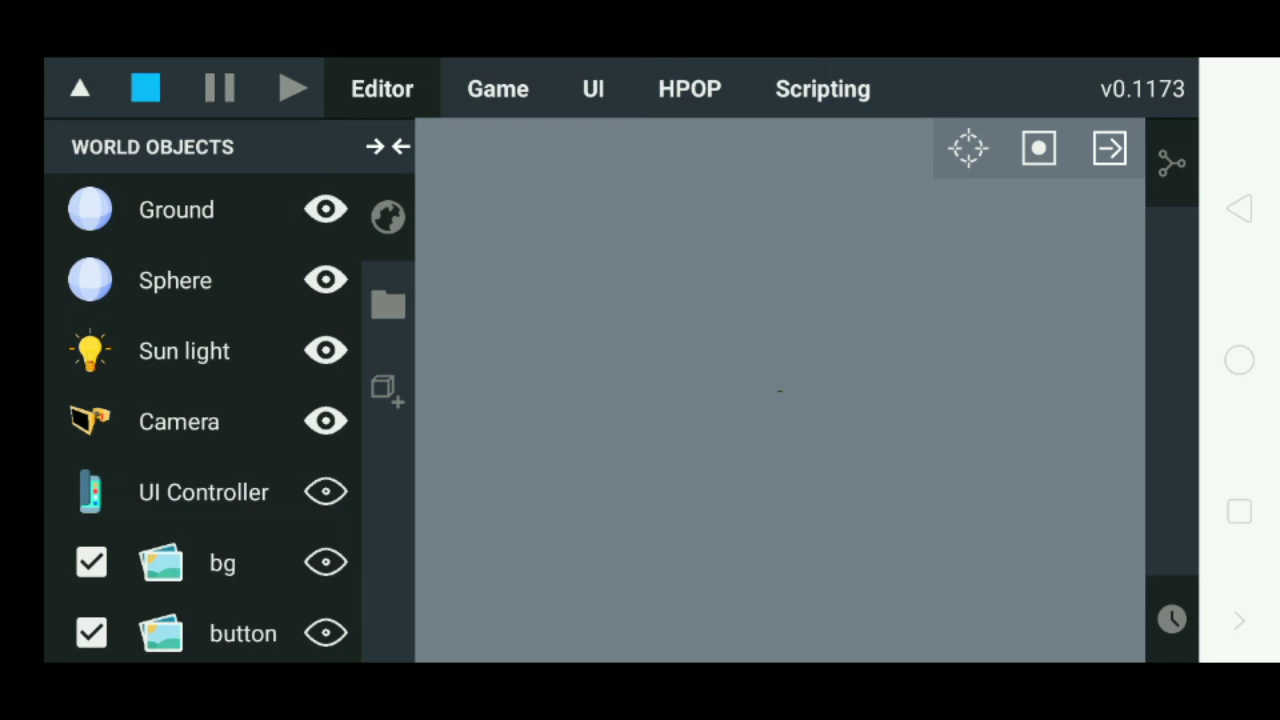 Editor Game UI HPOP Scripting v0.1173
WORLD OBJECTS
Ground
Sphere
Sun light
Camera
UI Controller
bg
button